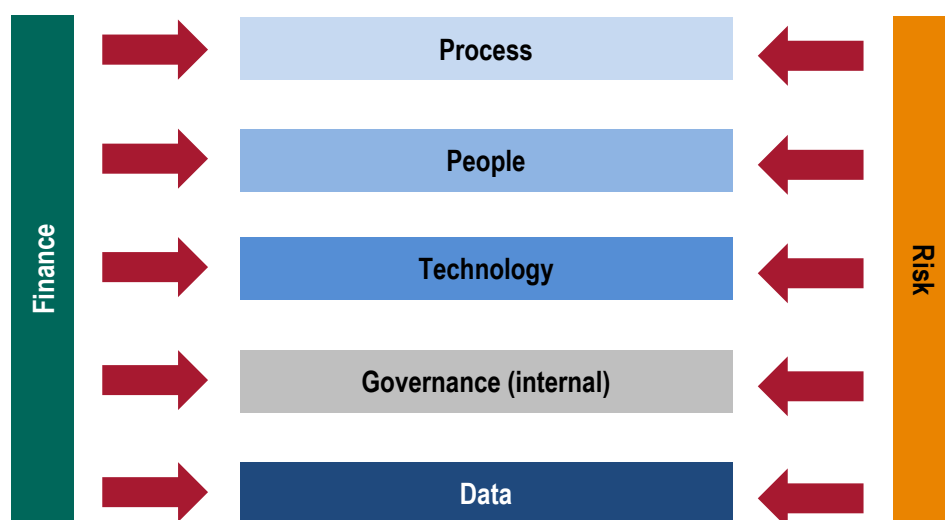 Process
People
Technology
Governance (internal)
Data
Finance
Risk